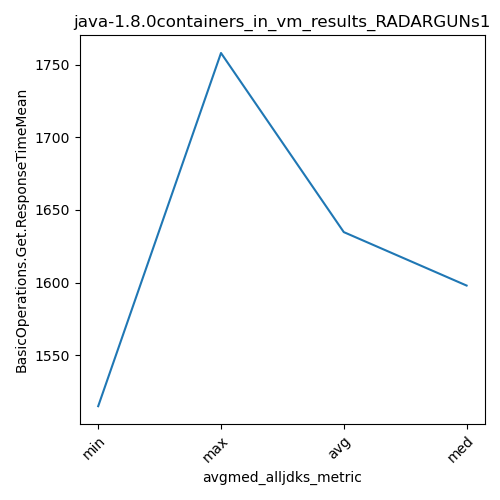 java-1.8.0containers_in_vm_results_RADARGUNs1
BasicOperations.Get.ResponseTimeMean
1750
1700
1650
1600
1550
min
max
avg
med
avgmed_alljdks_metric